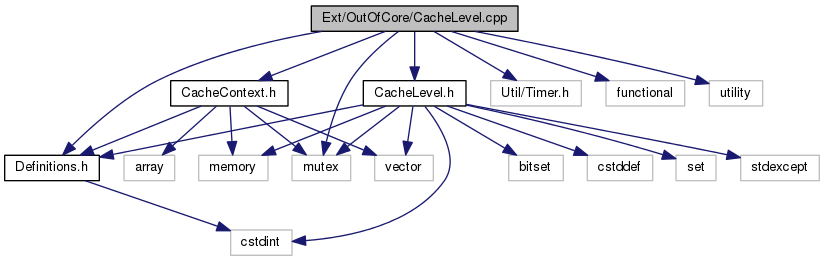 Ext/OutOfCore/CacheLevel.cpp
CacheContext.h
CacheLevel.h
Util/Timer.h
functional
utility
Definitions.h
array
memory
mutex
vector
bitset
cstddef
set
stdexcept
cstdint